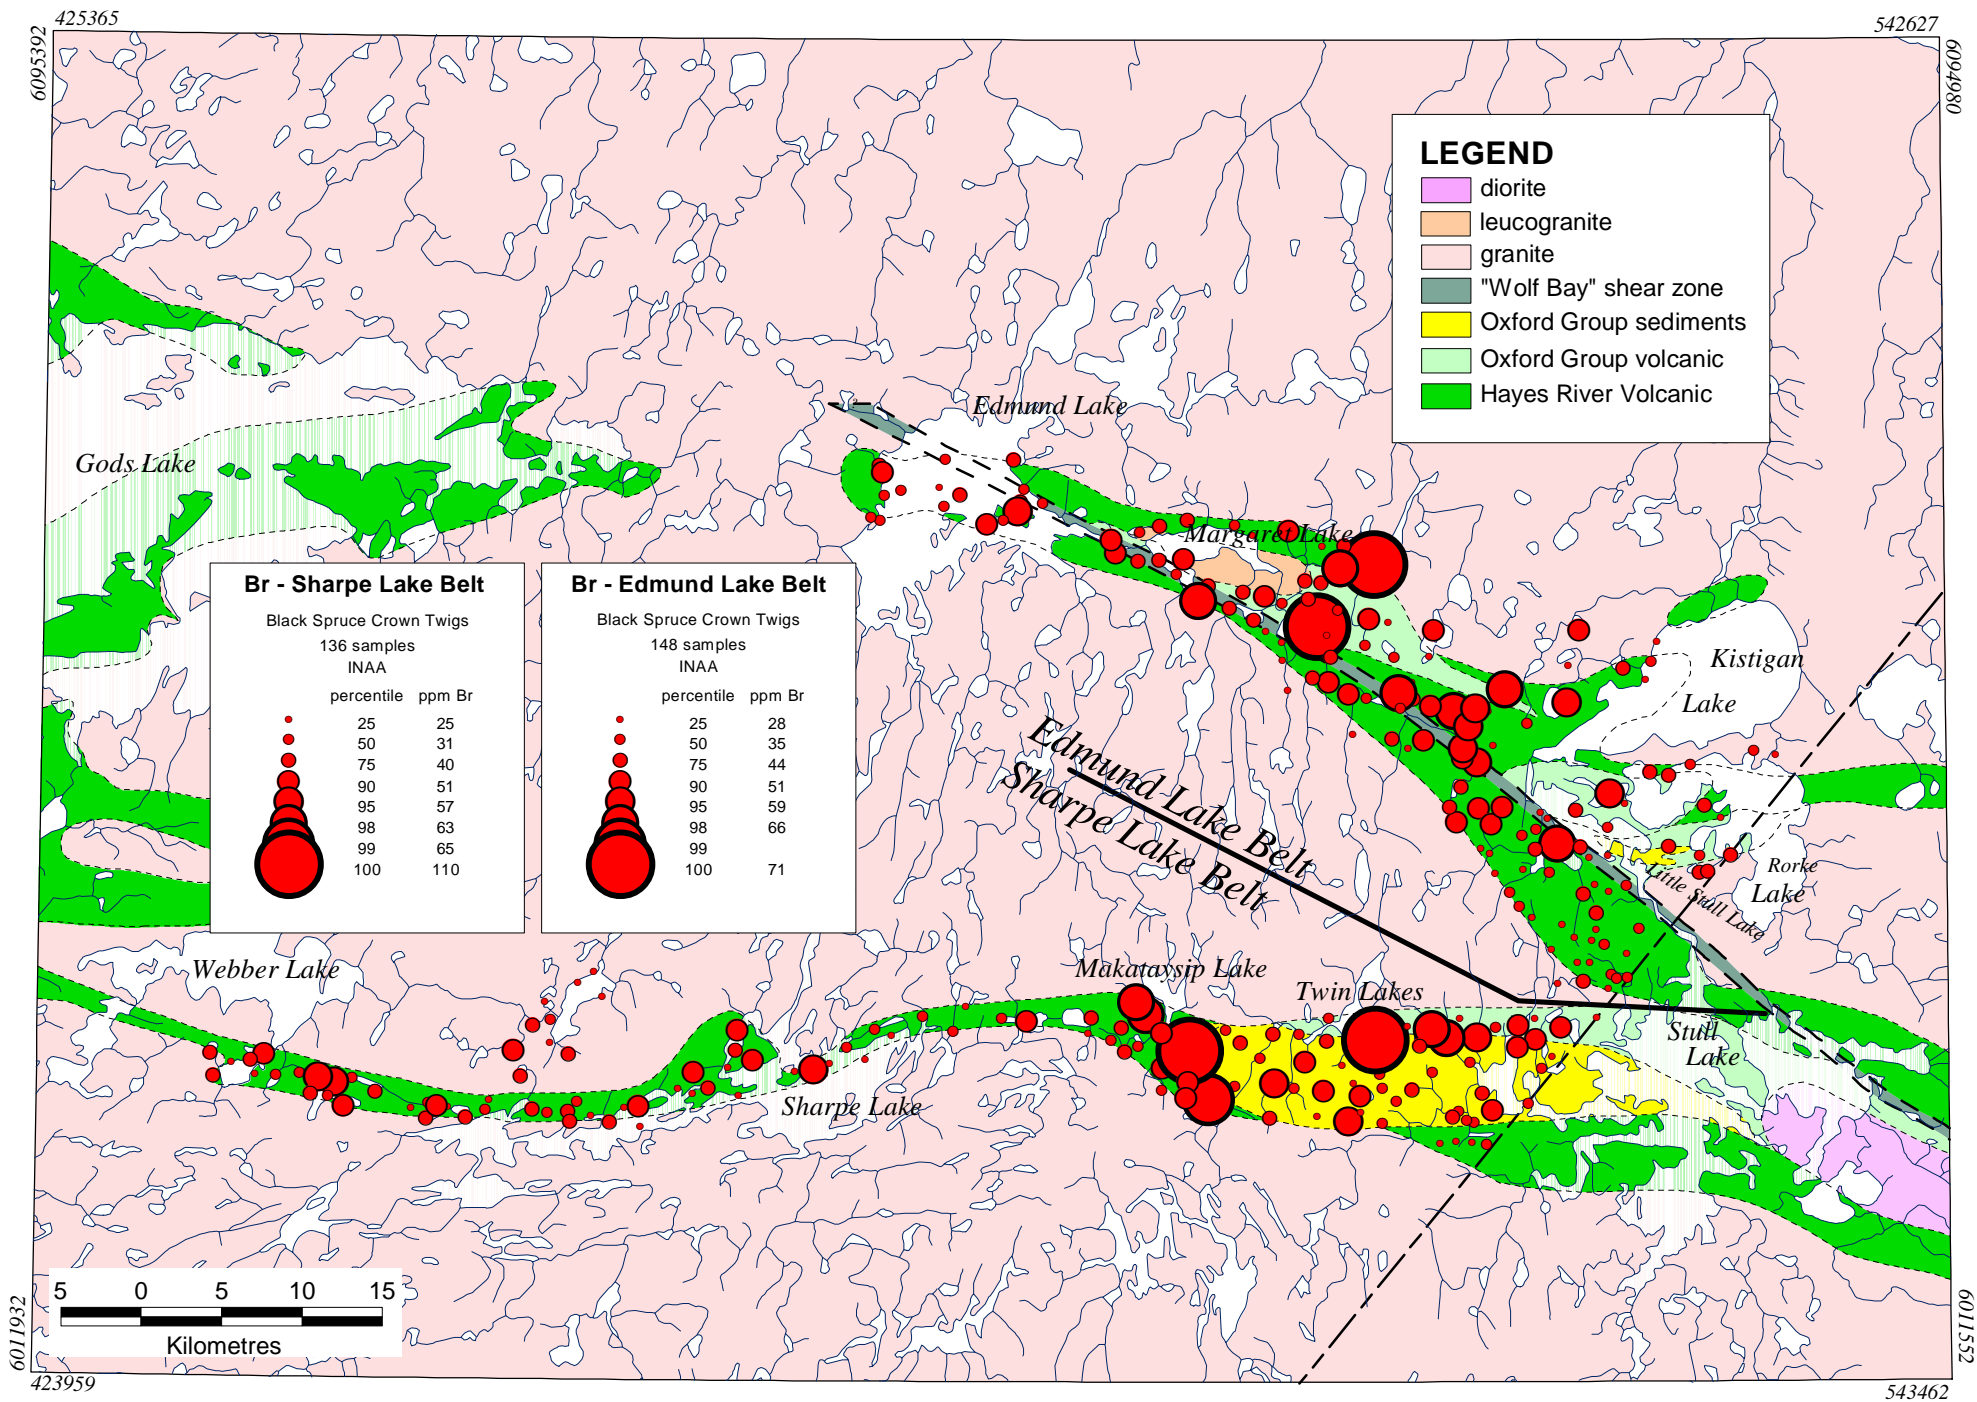 425365
542627
6095392
6094980
LEGEND
diorite
leucogranite
granite
"Wolf Bay" shear zone
Oxford Group sediments
Oxford Group volcanic
Hayes River Volcanic
Edmund Lake
Gods Lake
Margaret Lake
Br - Sharpe Lake Belt
Black Spruce Crown Twigs
136 samples
INAA
percentile ppm Br
25 25
50 31
75 40
90 51
95 57
98 63
99 65
100 110
Br - Edmund Lake Belt
Black Spruce Crown Twigs
148 samples
INAA
percentile ppm Br
25 28
50 35
75 44
90 51
95 59
98 66
99
100 71
Kistigan
Lake
Edmund Lake Belt
Sharpe Lake Belt
Rorke
Lake
Little Stull Lake
Webber Lake
Makataysip Lake
Twin Lakes
Stull
Lake
Sharpe Lake
5 0 5 10 15
Kilometres
6011932
6011552
423959
543462